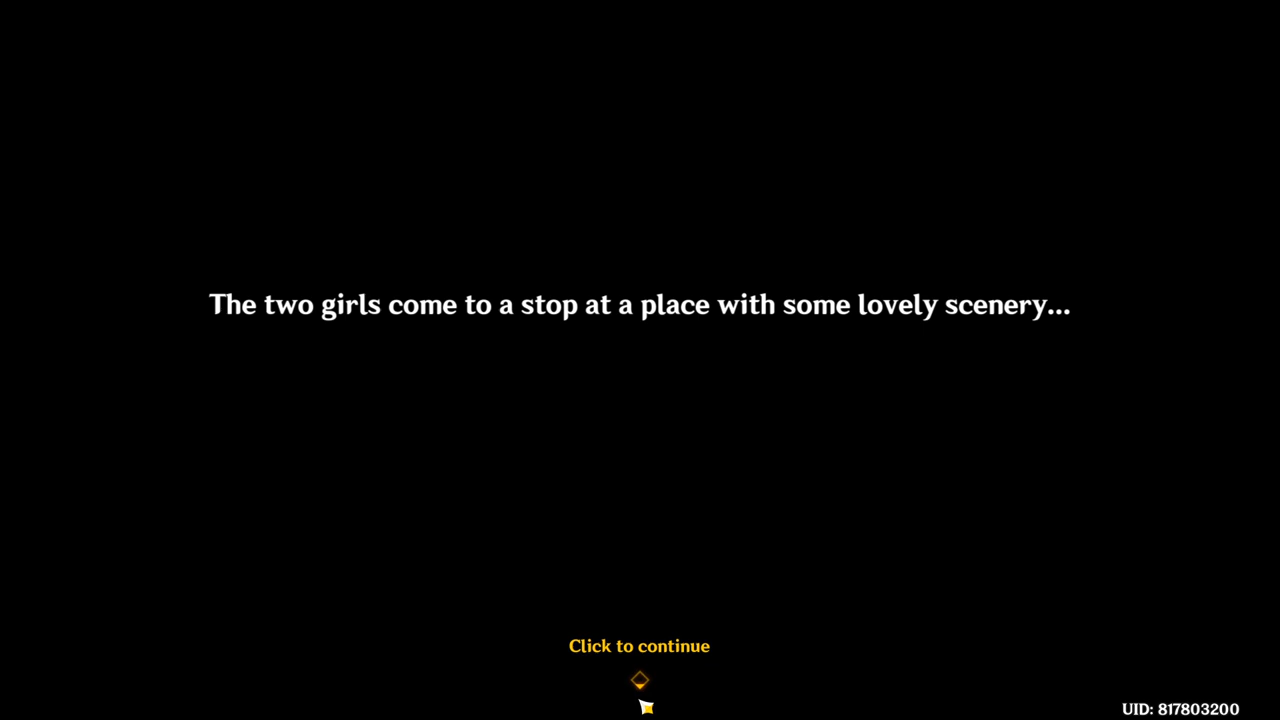 The two girls come to a stop at a place with some lovely scenery...
Click to continue
UID: 817803200